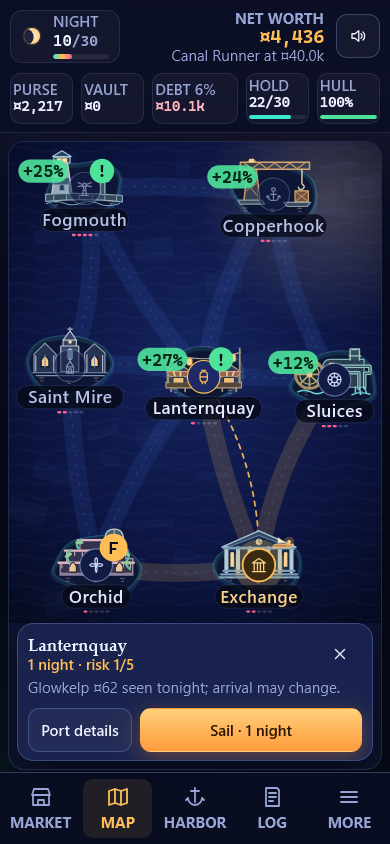 NIGHT
10/30
NET WORTH
¤4,436
Canal Runner at ¤40.0k
PURSE
¤2,217
VAULT
¤0
DEBT 6%
¤10.1k
HOLD
22/30
HULL
100%
+25%
!
Fogmouth
+24%
Copperhook
Saint Mire
+27%
!
Lanternquay
+12%
Sluices
F
Orchid
Exchange
Lanternquay
1 night · risk 1/5
Glowkelp ¤62 seen tonight; arrival may change.
Port details
Sail · 1 night
MARKET
MAP
HARBOR
LOG
MORE